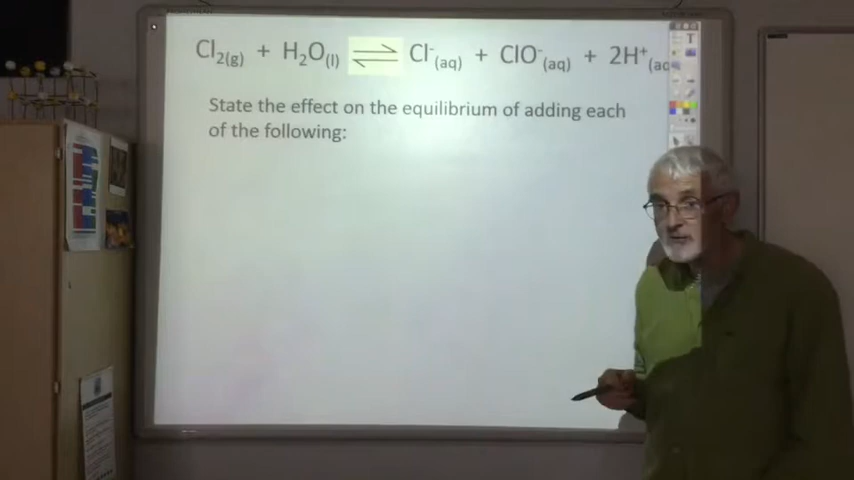 Cl₂(g) + H₂O(l) ⇌ Cl⁻(aq) + ClO⁻(aq) + 2H⁺(aq
State the effect on the equilibrium of adding each
of the following: